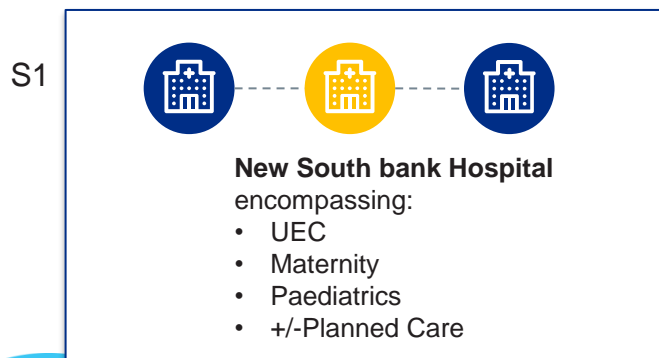 S1
New South bank Hospital
encompassing:
• UEC
• Maternity
• Paediatrics
• +/-Planned Care